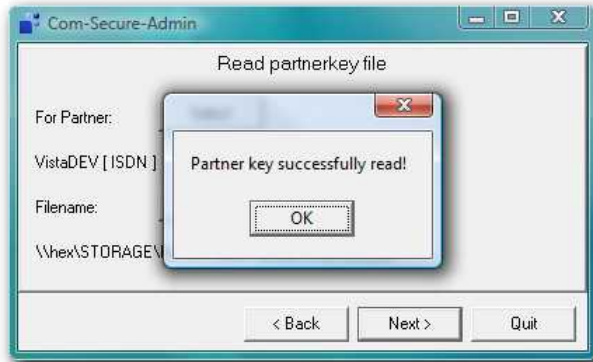 Com-Secure-Admin
Read partnerkey file
For Partner:
VistaDEV [ ISDN ]
Partner key successfully read!
Filename:
OK
\\hex\STORAGE\
< Back
Next >
Quit